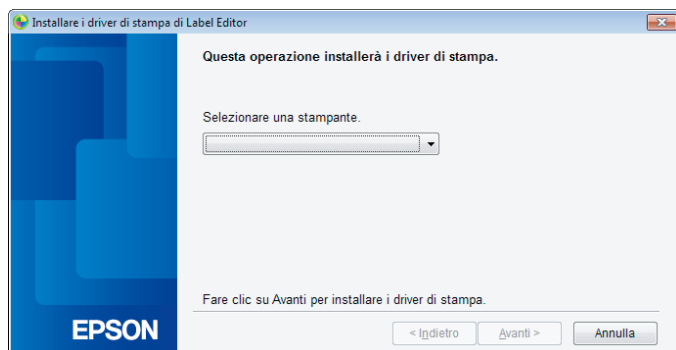 Installare i driver di stampa di Label Editor
Questa operazione installerà i driver di stampa.
Selezionare una stampante.
Fare clic su Avanti per installare i driver di stampa.
EPSON
< Indietro
Avanti >
Annulla